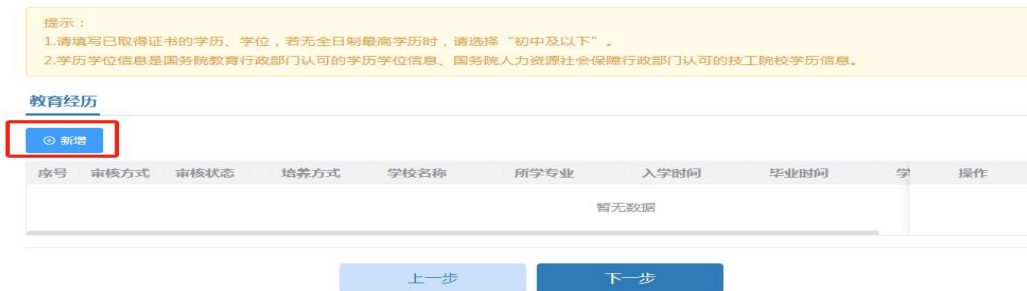 提示：
1.请填写已取得证书的学历、学位，若无全日制最高学历时，请选择“初中及以下”。
2.学历学位信息是国务院教育行政部门认可的学历学位信息、国务院人力资源社会保障行政部门认可的技工院校学历信息。
教育经历
新增
序号 审核方式 审核状态 培养方式 学校名称 所学专业 入学时间 毕业时间 学 操作
暂无数据
上一步 下一步